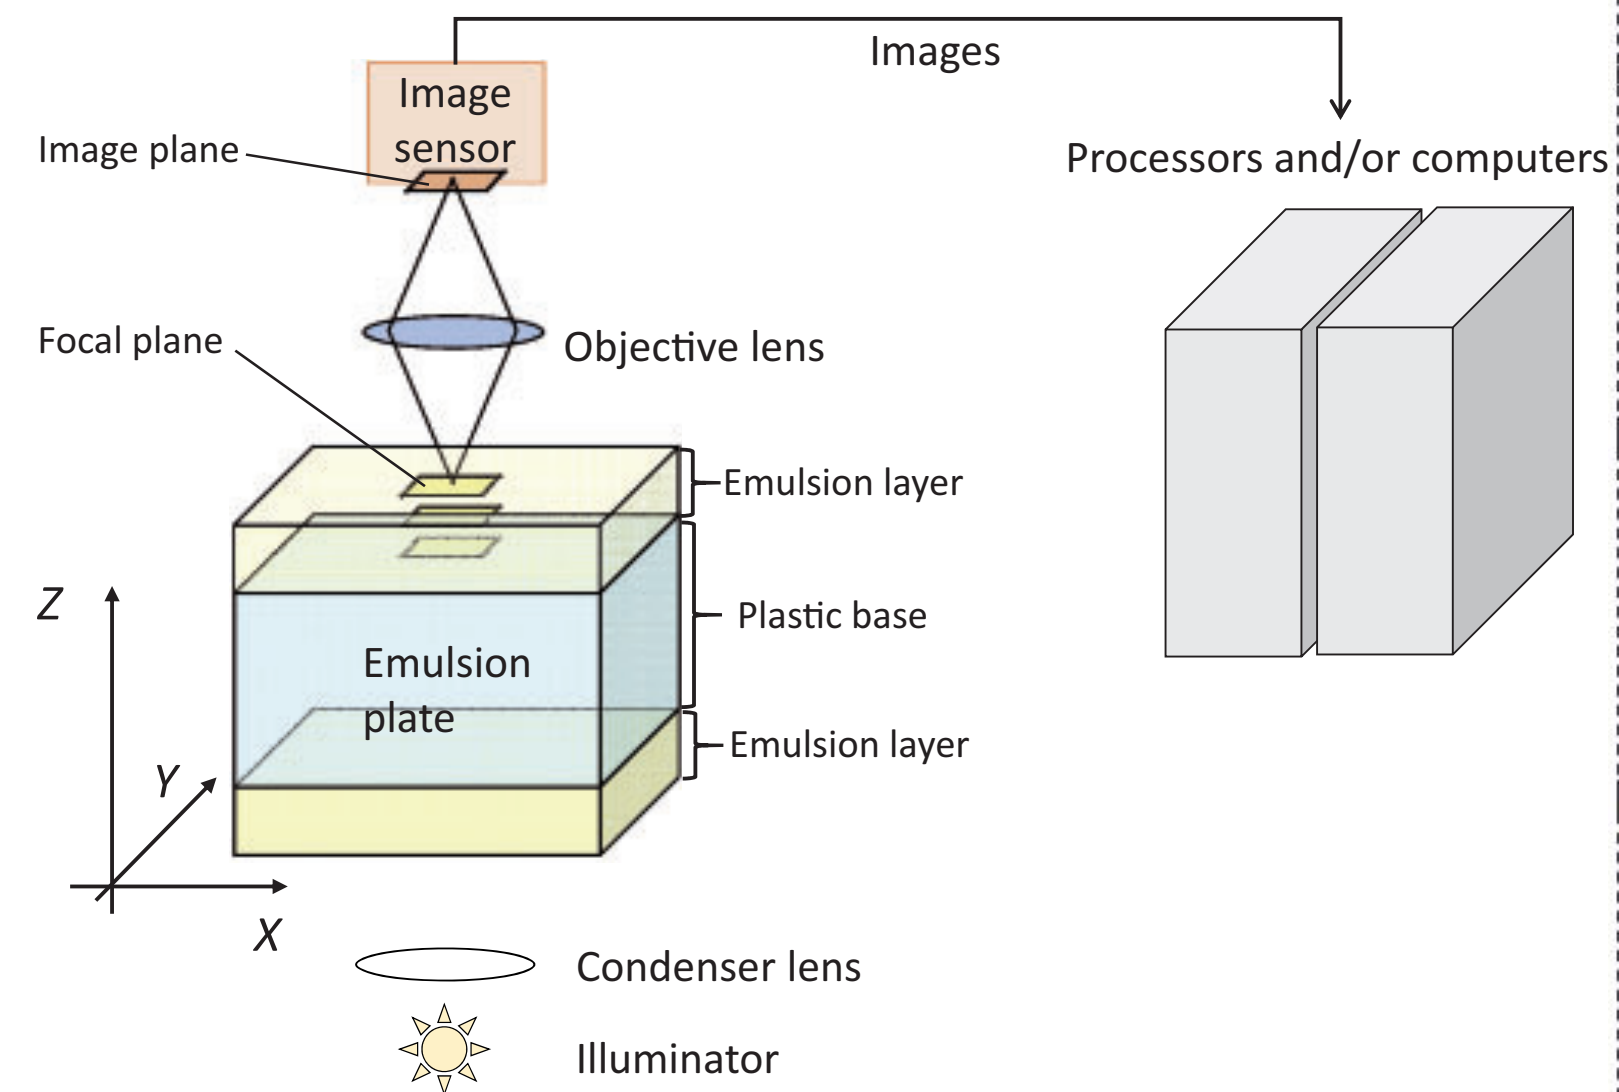 Images
Image
sensor
Image plane
Processors and/or computers
Focal plane
Objective lens
Emulsion layer
Z
Plastic base
Emulsion
plate
Emulsion layer
Y
X
Condenser lens
Illuminator